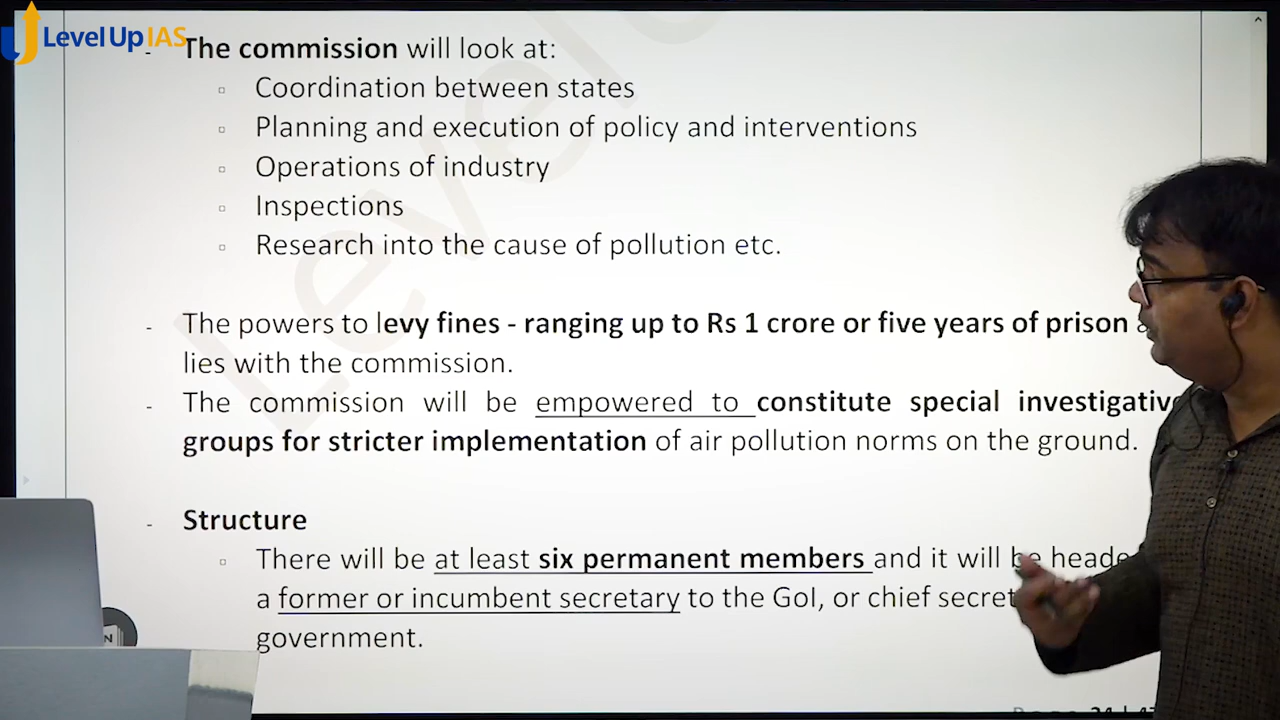 Level Up IAS
- The commission will look at:
▫ Coordination between states
▫ Planning and execution of policy and interventions
▫ Operations of industry
▫ Inspections
▫ Research into the cause of pollution etc.
- The powers to levy fines - ranging up to Rs 1 crore or five years of prison
lies with the commission.
- The commission will be empowered to constitute special investigativ
groups for stricter implementation of air pollution norms on the ground.
- Structure
▫ There will be at least six permanent members and it will be heade
a former or incumbent secretary to the GoI, or chief secret
government.